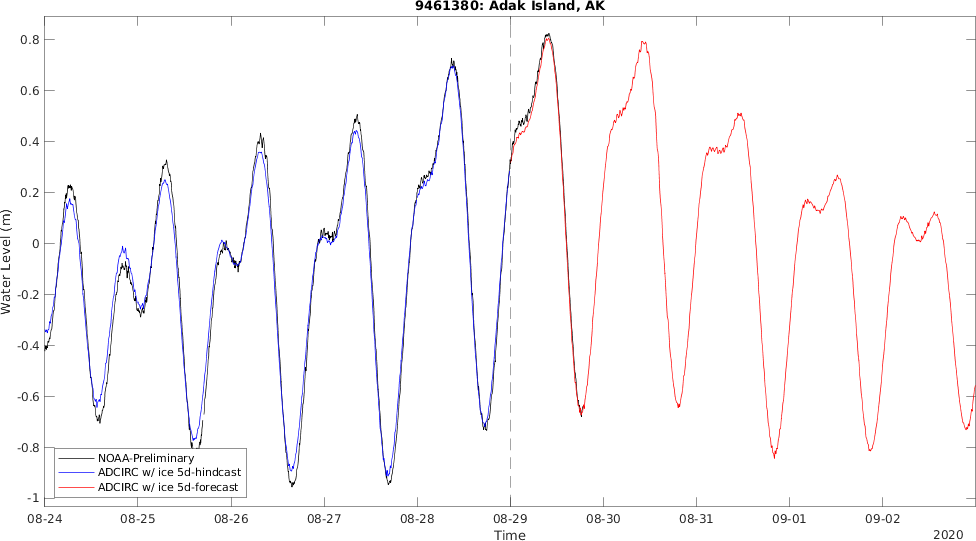 9461380: Adak Island, AK
Water Level (m)
0.8
0.6
0.4
0.2
0
-0.2
-0.4
-0.6
-0.8
-1
NOAA-Preliminary
ADCIRC w/ ice 5d-hindcast
ADCIRC w/ ice 5d-forecast
08-24 08-25 08-26 08-27 08-28 08-29 08-30 08-31 09-01 09-02
Time
2020